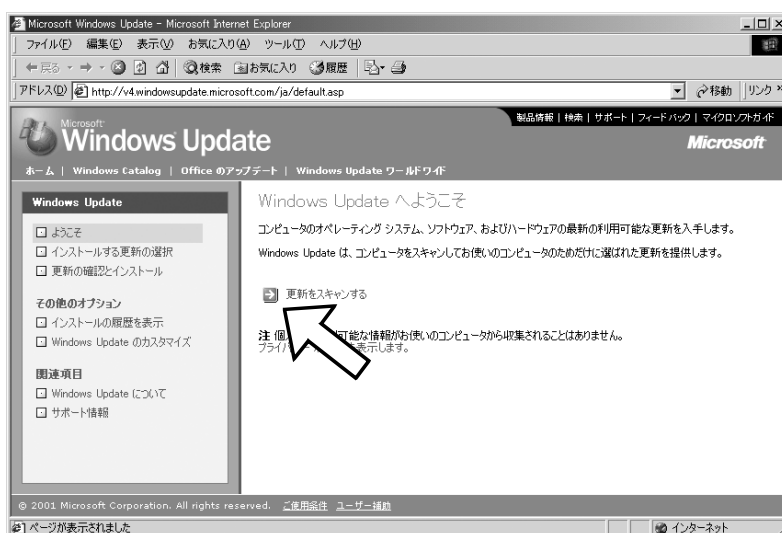 Microsoft Windows Update - Microsoft Internet Explorer
ファイル(F) 編集(E) 表示(V) お気に入り(A) ツール(T) ヘルプ(H)
戻る 検索 お気に入り 履歴
アドレス(D) http://v4.windowsupdate.microsoft.com/ja/default.asp 移動 リンク
製品情報 | 検索 | サポート | フィードバック | マイクロソフトガイド
Microsoft
Windows Update
Microsoft
ホーム | Windows Catalog | Office のアップデート | Windows Update ワールドワイド
Windows Update
ようこそ
インストールする更新の選択
更新の確認とインストール
その他のオプション
インストールの履歴を表示
Windows Update のカスタマイズ
関連項目
Windows Update について
サポート情報
Windows Update へようこそ
コンピュータのオペレーティング システム、ソフトウェア、およびハードウェアの最新の利用可能な更新を入手します。
Windows Update は、コンピュータをスキャンしてお使いのコンピュータのためだけに選ばれた更新を提供します。
更新をスキャンする
注 個 可能な情報がお使いのコンピュータから収集されることはありません。
プライバ を表示します。
© 2001 Microsoft Corporation. All rights reserved. ご使用条件 ユーザー補助
ページが表示されました インターネット